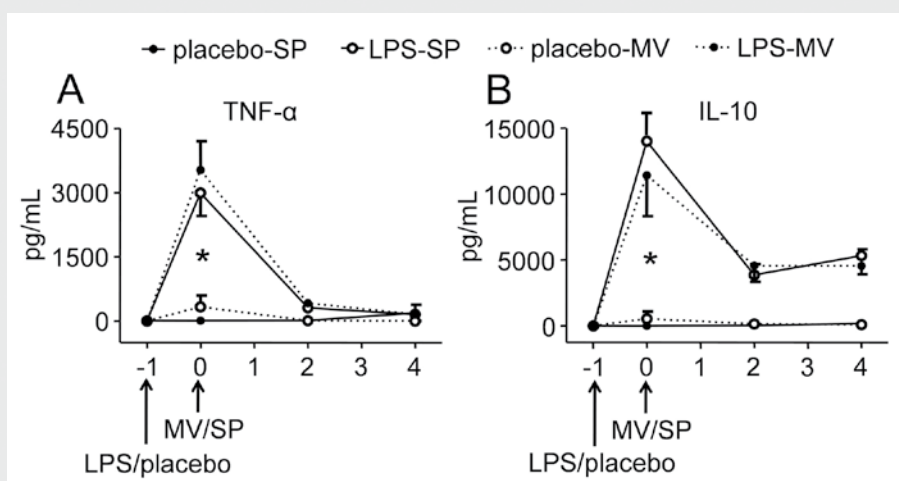 placebo-SP LPS-SP placebo-MV LPS-MV
A
TNF-α
4500
3000
1500
0
pg/mL
-1 0 1 2 3 4
MV/SP
LPS/placebo
*
B
IL-10
15000
10000
5000
0
pg/mL
-1 0 1 2 3 4
MV/SP
LPS/placebo
*